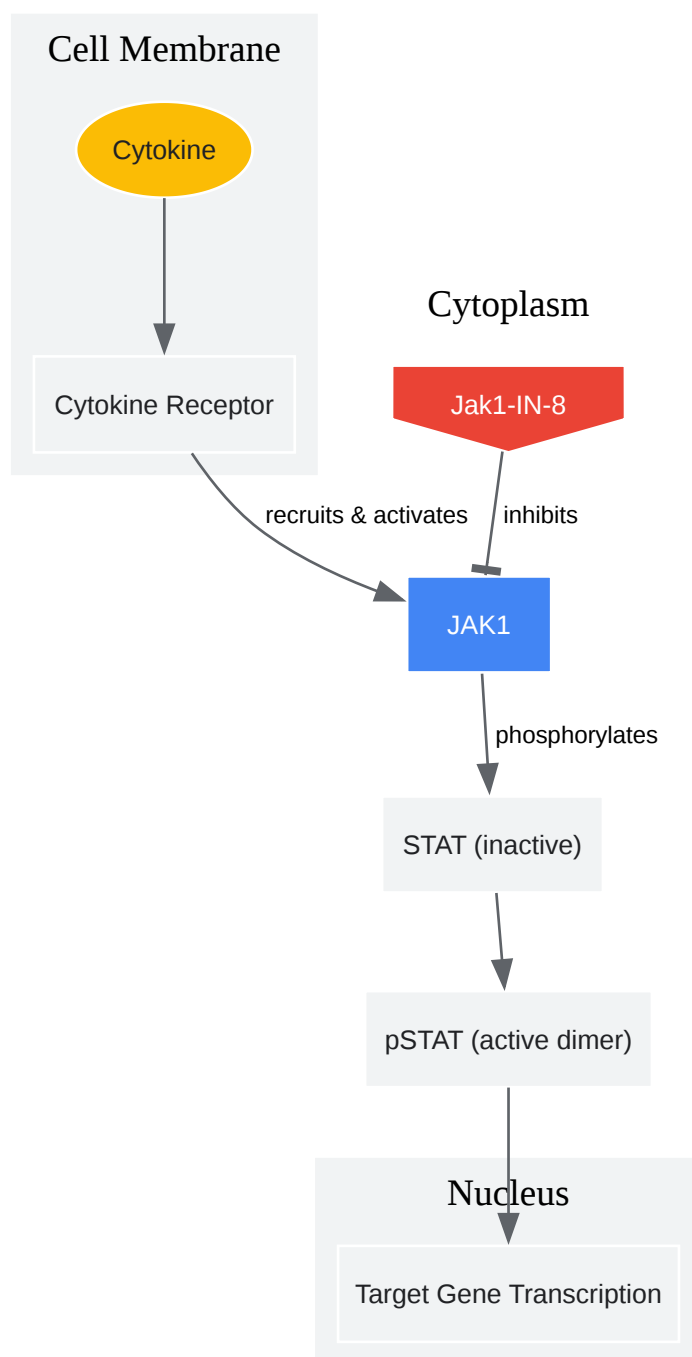 Cell Membrane
Cytokine
Cytokine Receptor
Cytoplasm
Jak1-IN-8
recruits & activates
inhibits
JAK1
phosphorylates
STAT (inactive)
pSTAT (active dimer)
Nucleus
Target Gene Transcription